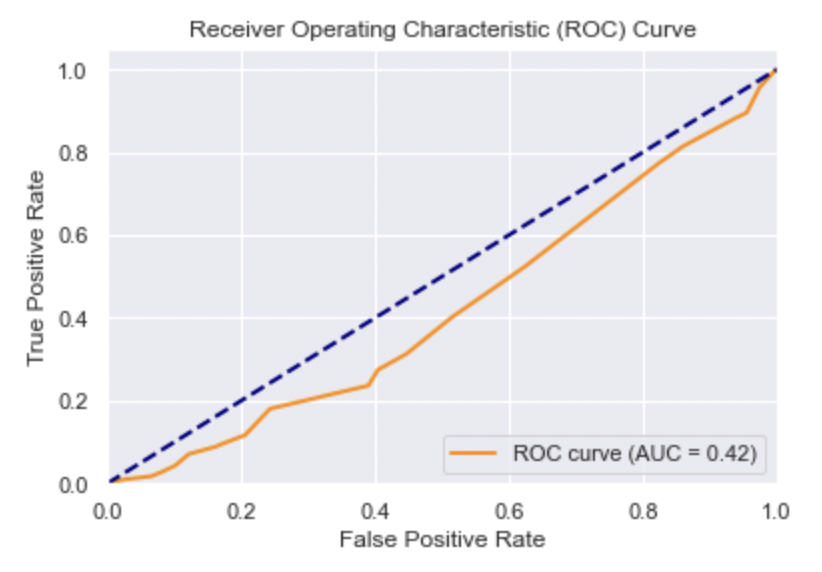 Receiver Operating Characteristic (ROC) Curve
True Positive Rate
1.0
0.8
0.6
0.4
0.2
0.0
ROC curve (AUC = 0.42)
0.0 0.2 0.4 0.6 0.8 1.0
False Positive Rate